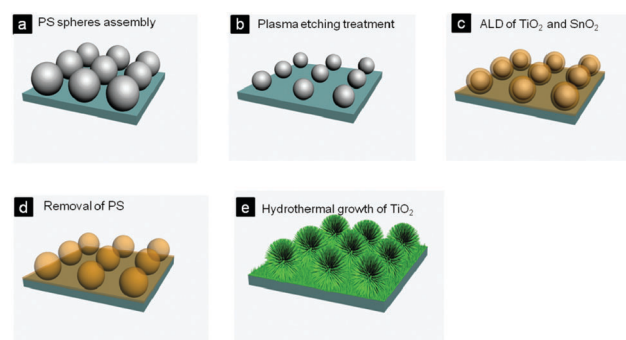 a PS spheres assembly
b Plasma etching treatment
c ALD of TiO₂ and SnO₂
d Removal of PS
e Hydrothermal growth of TiO₂